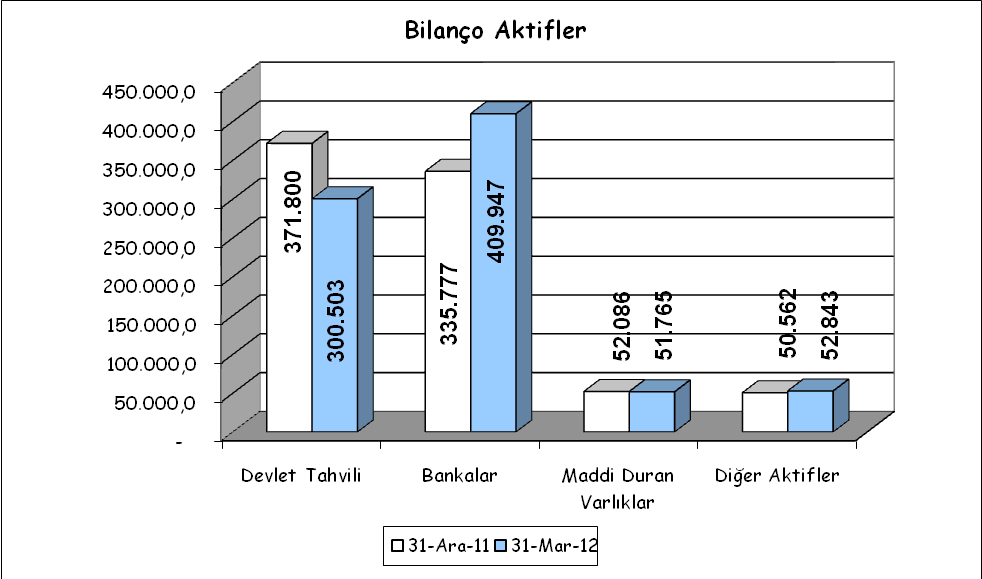 Bilanço Aktifler
450.000,0
400.000,0
350.000,0
300.000,0
250.000,0
200.000,0
150.000,0
100.000,0
50.000,0
-
371.800
300.503
335.777
409.947
52.086
51.765
50.562
52.843
Devlet Tahvili
Bankalar
Maddi Duran
Varlıklar
Diğer Aktifler
31-Ara-11
31-Mar-12